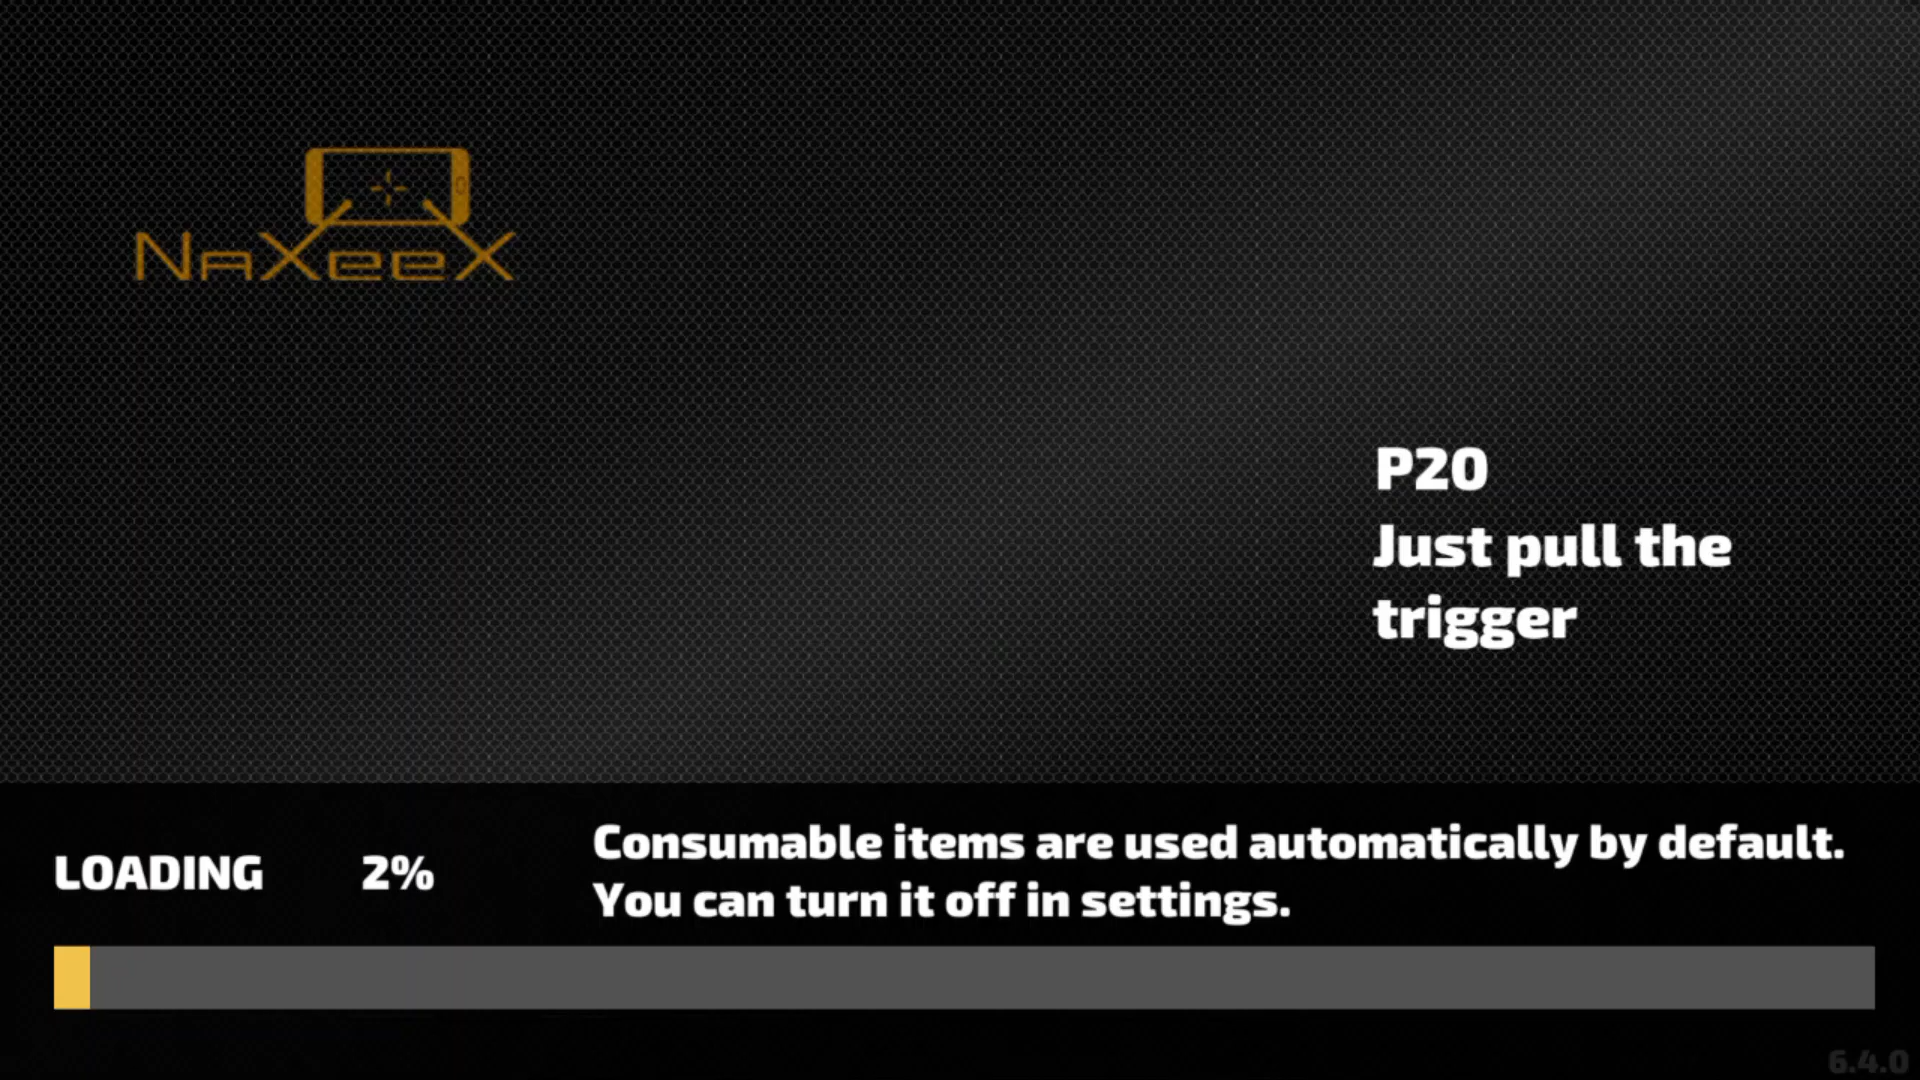 NaXeeX
P20
Just pull the
trigger
LOADING 2%
Consumable items are used automatically by default.
You can turn it off in settings.
6.4.0